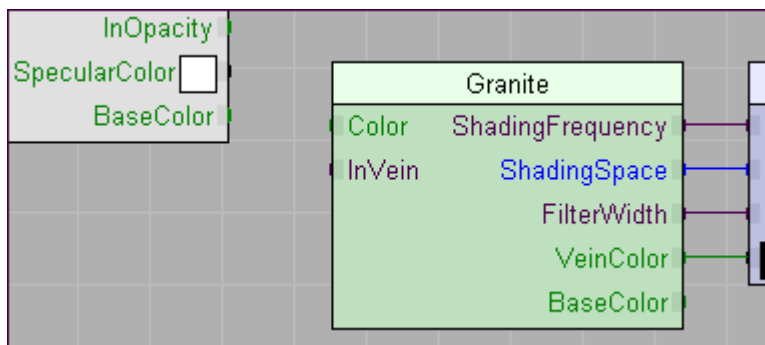 InOpacity
SpecularColor
BaseColor
Granite
Color ShadingFrequency
InVein ShadingSpace
FilterWidth
VeinColor
BaseColor